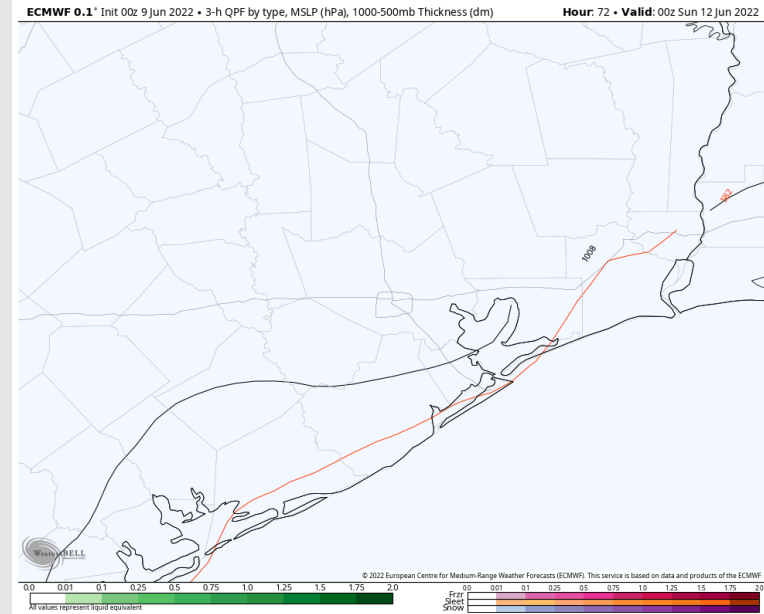 ECMWF 0.1° Init 00z 9 Jun 2022 • 3-h QPF by type, MSLP (hPa), 1000-500mb Thickness (dm) Hour: 72 • Valid: 00z Sun 12 Jun 2022
582
1008
WeatherBELL
© 2022 European Centre for Medium-Range Weather Forecasts (ECMWF). This service is based on data and products of the ECMWF.
0.0 0.01 0.1 0.25 0.5 0.75 1.0 1.25 1.5 1.75 2.0
0.0 0.01 0.1 0.25 0.5 0.75 1.0 1.25 1.5 1.75 2.0
Frzr
Sleet
Snow
All values represent liquid equivalent